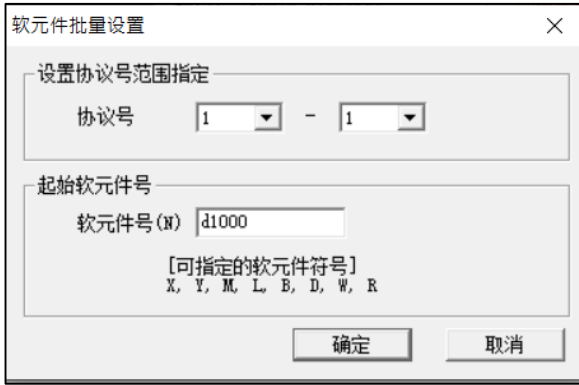 软元件批量设置
设置协议号范围指定
协议号 1 - 1
起始软元件号
软元件号(N) d1000
[可指定的软元件符号]
X, Y, M, L, B, D, W, R
确定 取消